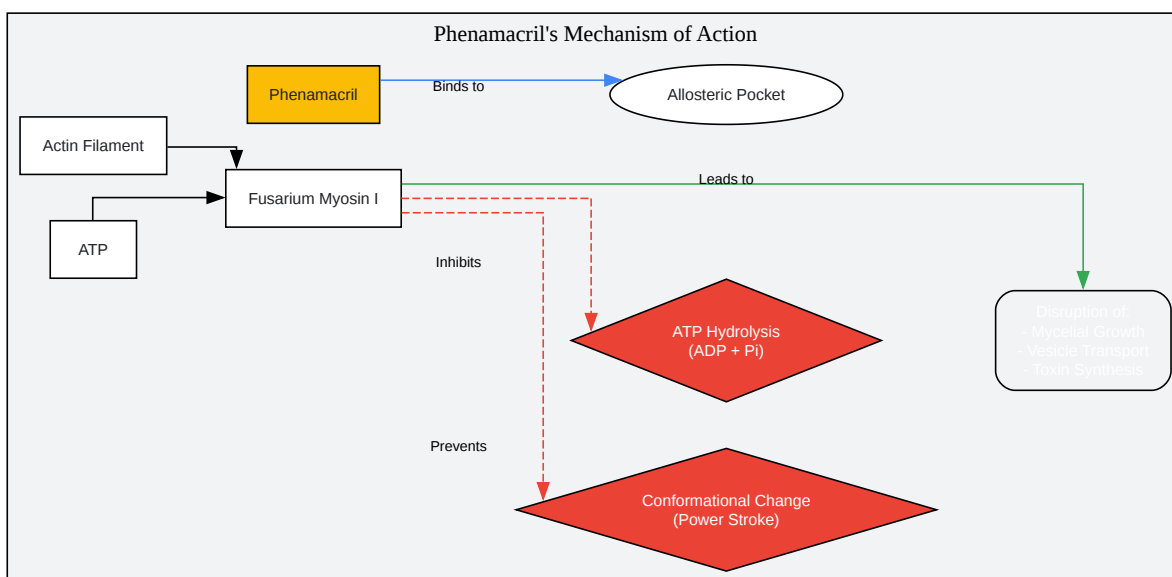 Phenamacril's Mechanism of Action
Phenamacril
Binds to
Allosteric Pocket
Actin Filament
Fusarium Myosin I
Leads to
ATP
Inhibits
ATP Hydrolysis
(ADP + Pi)
Disruption of:
- Mycelial Growth
- Vesicle Transport
- Toxin Synthesis
Prevents
Conformational Change
(Power Stroke)